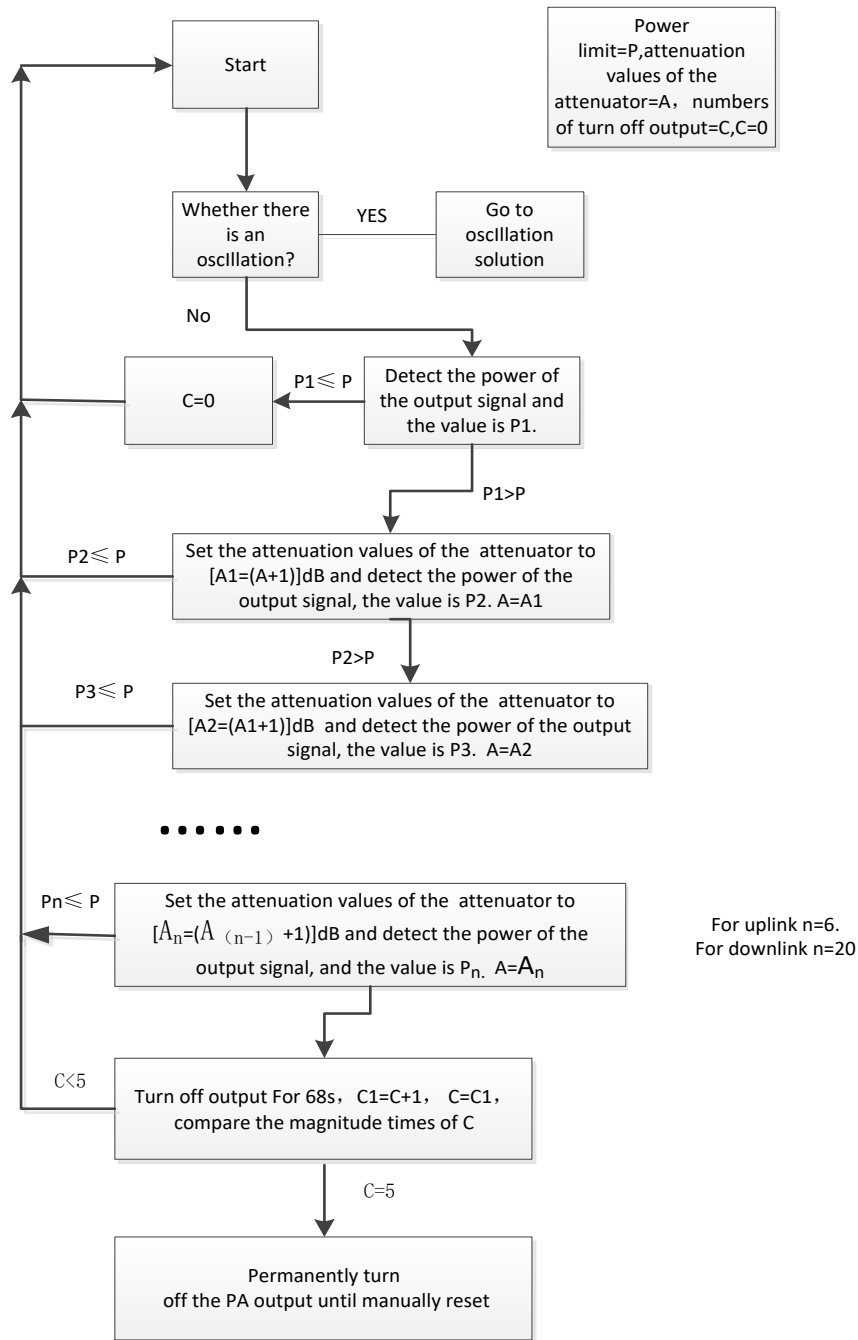 Start
Power
limit=P,attenuation
values of the
attenuator=A，numbers
of turn off output=C,C=0
Whether there
is an
oscIllation?
YES
Go to
oscIllation
solution
No
C=0
P1≤ P
Detect the power of
the output signal and
the value is P1.
P1>P
P2≤ P
Set the attenuation values of the attenuator to
[A1=(A+1)]dB and detect the power of the
output signal, the value is P2. A=A1
P2>P
P3≤ P
Set the attenuation values of the attenuator to
[A2=(A1+1)]dB and detect the power of the output
signal, the value is P3. A=A2
......
Pn≤ P
Set the attenuation values of the attenuator to
[An=(A（n-1）+1)]dB and detect the power of the
output signal, and the value is Pn. A=An
For uplink n=6.
For downlink n=20
C<5
Turn off output For 68s，C1=C+1， C=C1，
compare the magnitude times of C
C=5
Permanently turn
off the PA output until manually reset